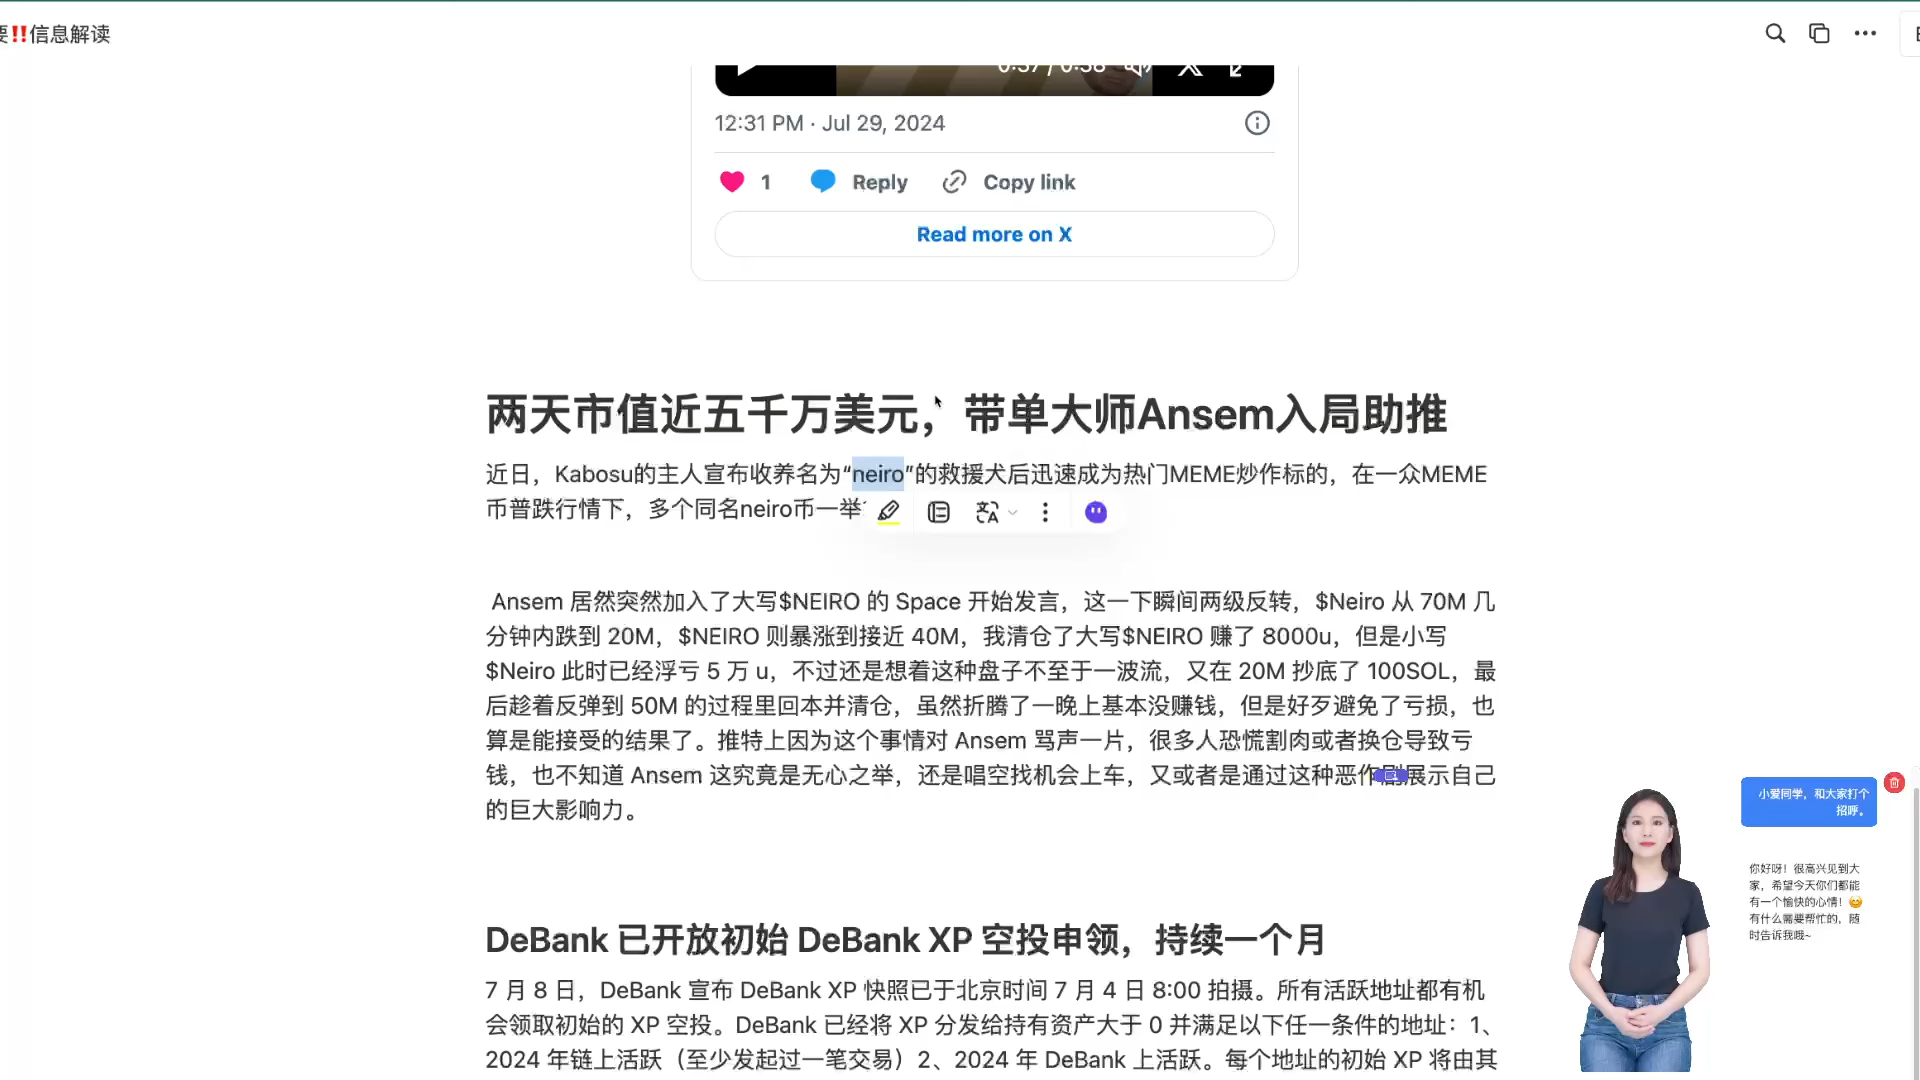 要‼️信息解读
0:37 / 0:38
12:31 PM · Jul 29, 2024
1 Reply Copy link
Read more on X
两天市值近五千万美元，带单大师Ansem入局助推
近日，Kabosu的主人宣布收养名为“neiro”的救援犬后迅速成为热门MEME炒作标的，在一众MEME
币普跌行情下，多个同名neiro币一举
Ansem 居然突然加入了大写$NEIRO 的 Space 开始发言，这一下瞬间两级反转，$Neiro 从 70M 几
分钟内跌到 20M，$NEIRO 则暴涨到接近 40M，我清仓了大写$NEIRO 赚了 8000u，但是小写
$Neiro 此时已经浮亏 5 万 u，不过还是想着这种盘子不至于一波流，又在 20M 抄底了 100SOL，最
后趁着反弹到 50M 的过程里回本并清仓，虽然折腾了一晚上基本没赚钱，但是好歹避免了亏损，也
算是能接受的结果了。推特上因为这个事情对 Ansem 骂声一片，很多人恐慌割肉或者换仓导致亏
钱，也不知道 Ansem 这究竟是无心之举，还是唱空找机会上车，又或者是通过这种恶作剧展示自己
的巨大影响力。
小爱同学，和大家打个
招呼。
你好呀！很高兴见到大
家，希望今天你们都能
有一个愉快的心情！😊
有什么需要帮忙的，随
时告诉我哦~
DeBank 已开放初始 DeBank XP 空投申领，持续一个月
7 月 8 日，DeBank 宣布 DeBank XP 快照已于北京时间 7 月 4 日 8:00 拍摄。所有活跃地址都有机
会领取初始的 XP 空投。DeBank 已经将 XP 分发给持有资产大于 0 并满足以下任一条件的地址：1、
2024 年链上活跃（至少发起过一笔交易）2、2024 年 DeBank 上活跃。每个地址的初始 XP 将由其